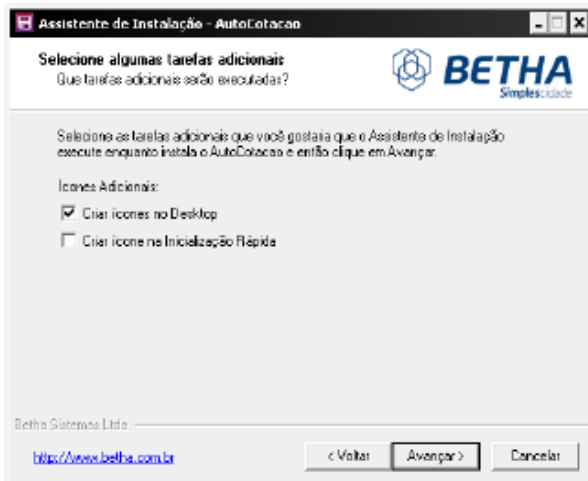 Assistente de Instalação - AutoCotacao
Selecione algumas tarefas adicionais
Que tarefas adicionais serão executadas?
BETHA
Simplescidade
Selecione as tarefas adicionais que você gostaria que o Assistente de Instalação
execute enquanto instala o AutoCotacao e então clique em Avançar.
Ícones Adicionais:
Criar ícones no Desktop
Criar ícone na Inicialização Rápida
Betha Sistemas Ltda.
http://www.betha.com.br
< Voltar
Avançar >
Cancelar